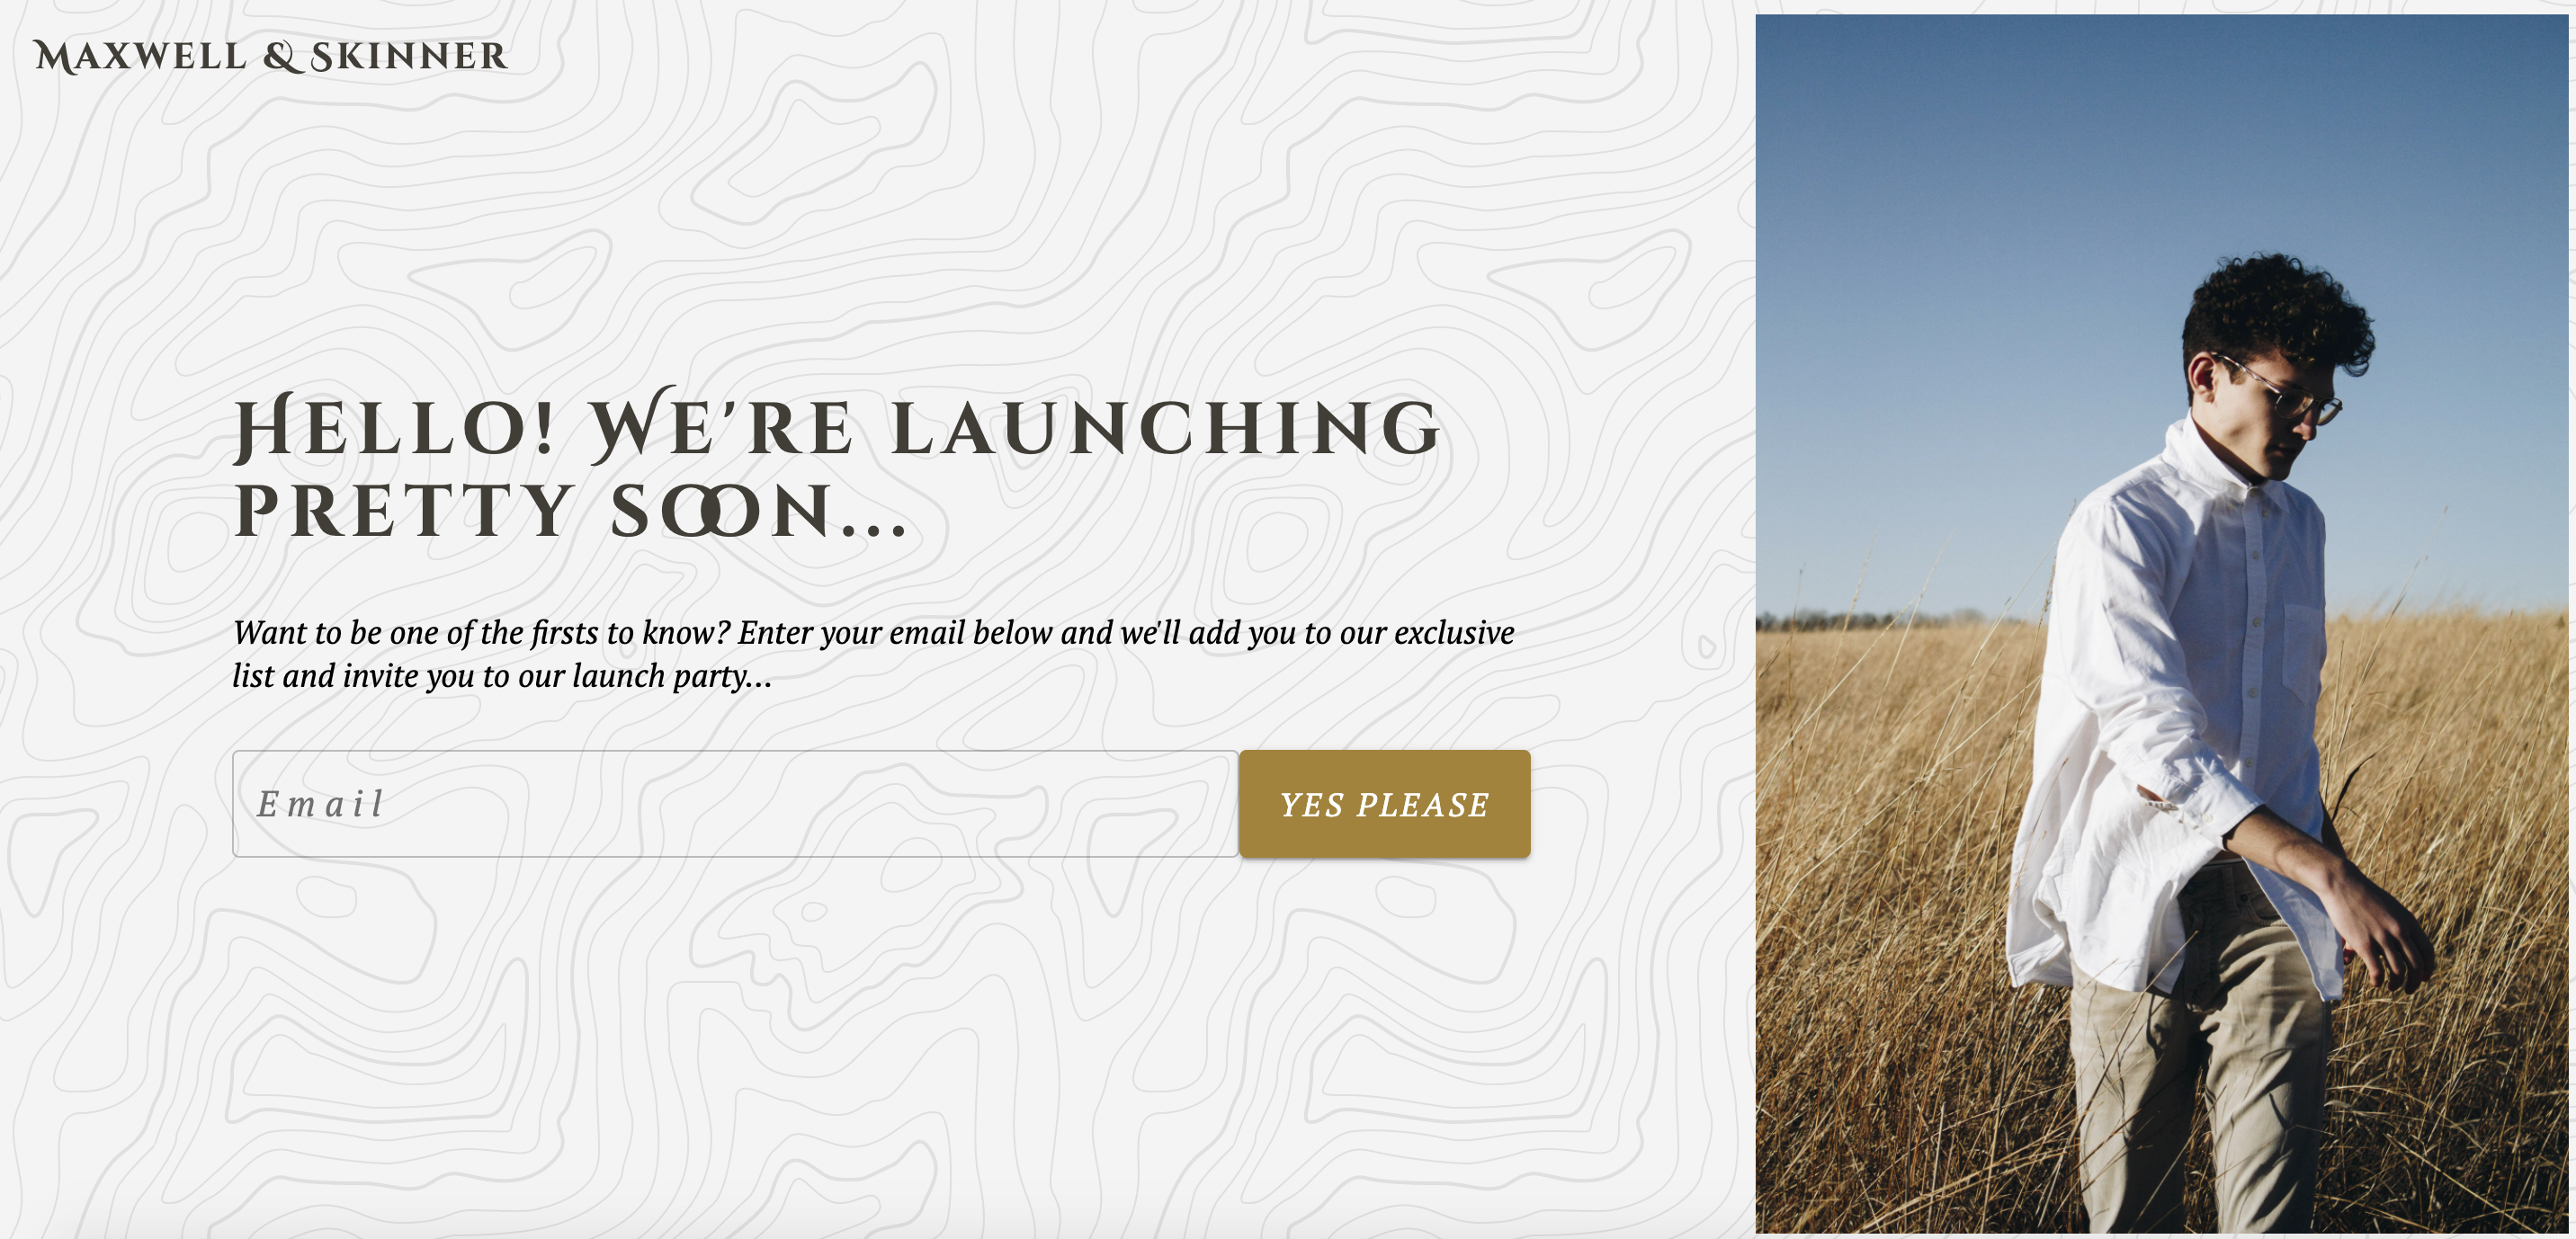 Maxwell & Skinner
Hello! We're launching
pretty soon...
Want to be one of the firsts to know? Enter your email below and we'll add you to our exclusive
list and invite you to our launch party...
Email
YES PLEASE